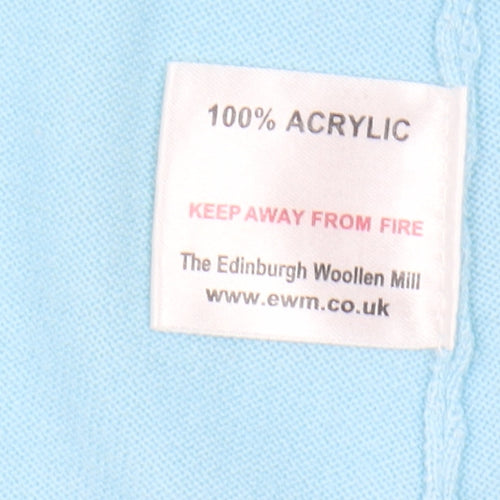 100% ACRYLIC
KEEP AWAY FROM FIRE
The Edinburgh Woollen Mill
www.ewm.co.uk